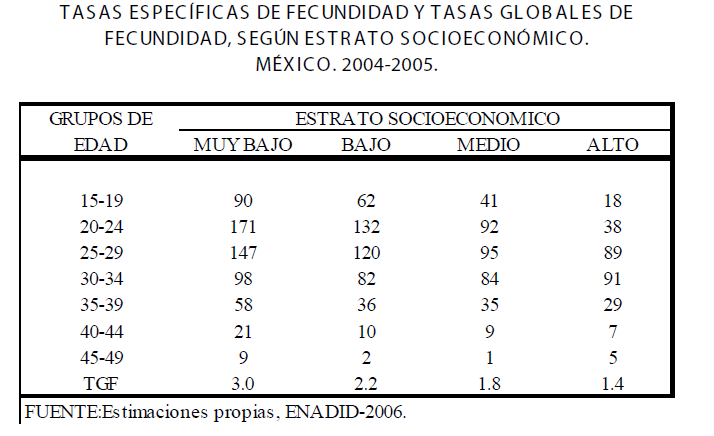 TASAS ESPECÍFICAS DE FECUNDIDAD Y TASAS GLOBALES DE
FECUNDIDAD, SEGÚN ESTRATO SOCIOECONÓMICO.
MÉXICO. 2004-2005.
GRUPOS DE ESTRATO SOCIOECONOMICO
EDAD MUY BAJO BAJO MEDIO ALTO
15-19 90 62 41 18
20-24 171 132 92 38
25-29 147 120 95 89
30-34 98 82 84 91
35-39 58 36 35 29
40-44 21 10 9 7
45-49 9 2 1 5
TGF 3.0 2.2 1.8 1.4
FUENTE:Estimaciones propias, ENADID-2006.